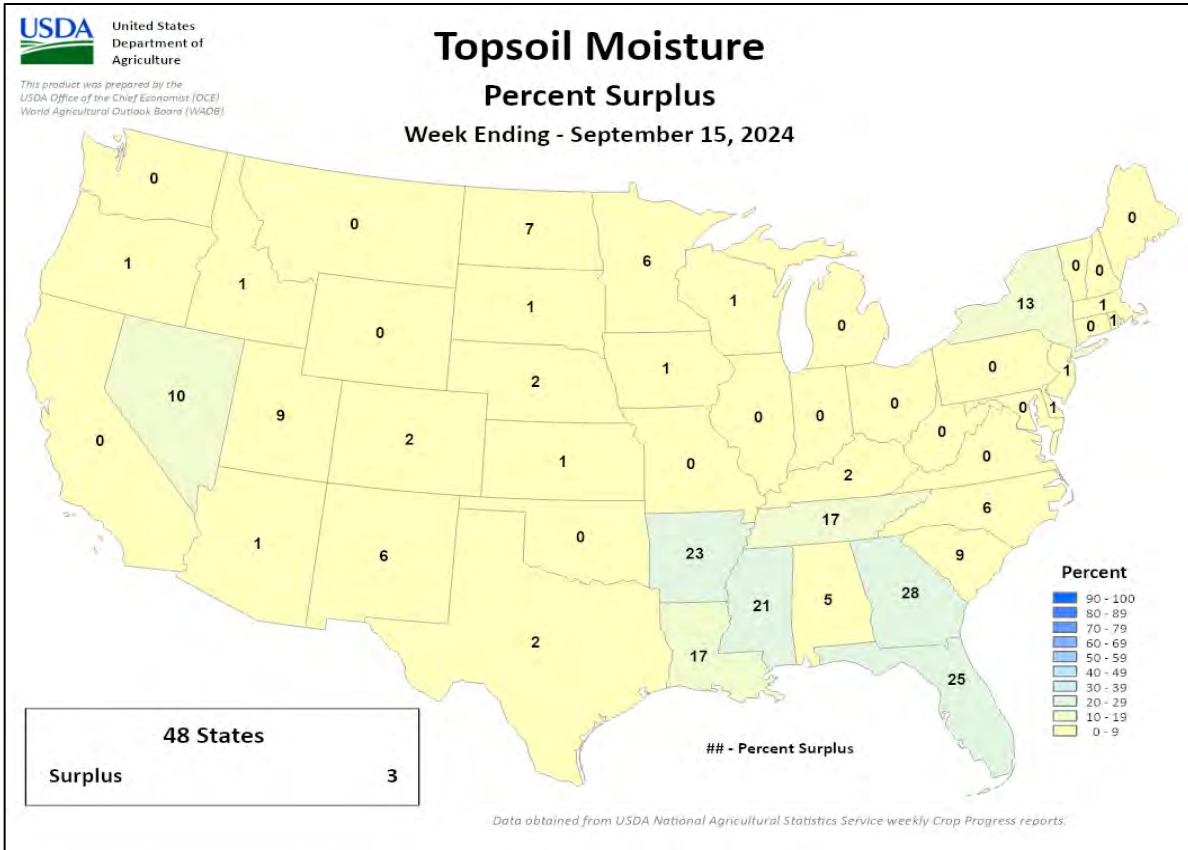 USDA
United States
Department of
Agriculture
This product was prepared by the
USDA Office of the Chief Economist (OCE)
World Agricultural Outlook Board (WAOB)
Topsoil Moisture
Percent Surplus
Week Ending - September 15, 2024
0
0
7
6
0
1
1
0
1
1
0
13
0
0
1
0
1
10
9
2
2
1
1
0
0
0
0
1
0
0
1
0
0
2
0
1
6
0
23
17
6
9
2
17
21
5
28
25
48 States
Surplus 3
## - Percent Surplus
Percent
90 - 100
80 - 89
70 - 79
60 - 69
50 - 59
40 - 49
30 - 39
20 - 29
10 - 19
0 - 9
Data obtained from USDA National Agricultural Statistics Service weekly Crop Progress reports.